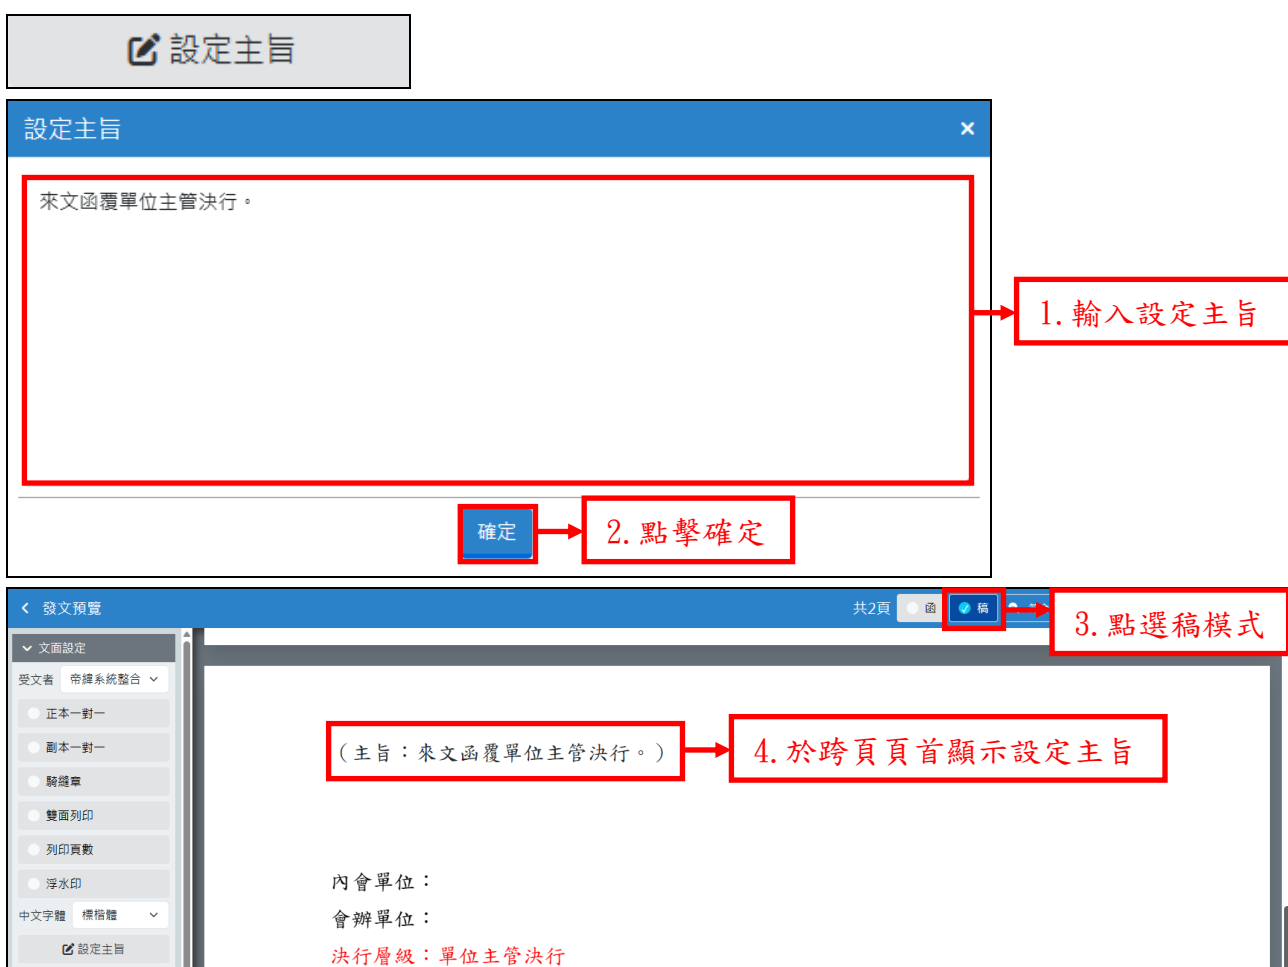 設定主旨
設定主旨
來文函覆單位主管決行。
1.輸入設定主旨
確定
2.點擊確定
發文預覽
共2頁
函
稿
3.點選稿模式
文面設定
受文者
帝緯系統整合
正本一對一
副本一對一
騎縫章
雙面列印
列印頁數
浮水印
中文字體
標楷體
設定主旨
（主旨：來文函覆單位主管決行。）
4.於跨頁頁首顯示設定主旨
內會單位：
會辦單位：
決行層級：單位主管決行